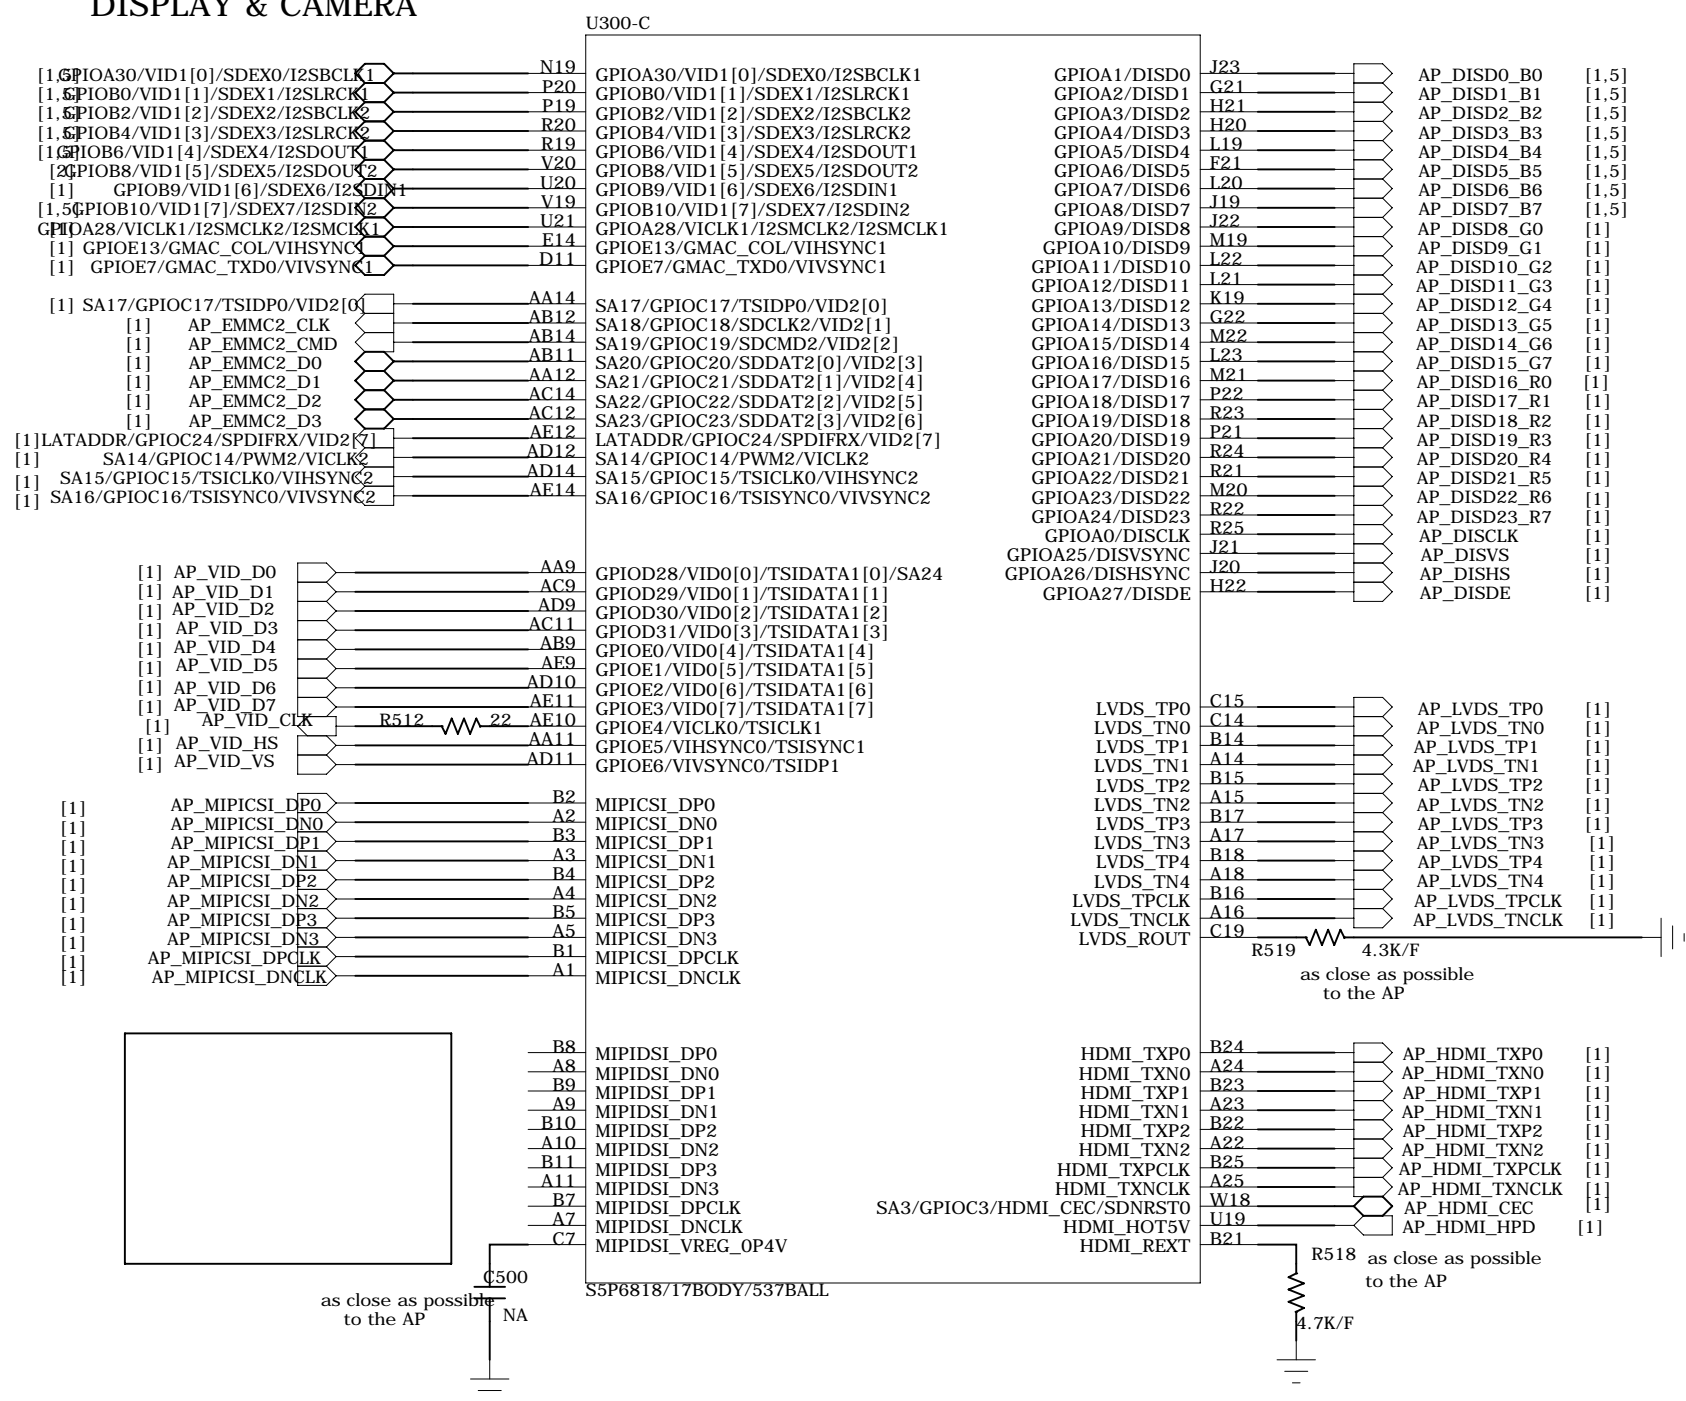 DISPLAY & CAMERA
U300-C
[1,5] GPIOA30/VID1[0]/SDEX0/I2SBCLK1 N19 GPIOA30/VID1[0]/SDEX0/I2SBCLK1
[1,5] GPIOB0/VID1[1]/SDEX1/I2SLRCK1 P20 GPIOB0/VID1[1]/SDEX1/I2SLRCK1
[1,5] GPIOB2/VID1[2]/SDEX2/I2SBCLK2 P19 GPIOB2/VID1[2]/SDEX2/I2SBCLK2
[1,5] GPIOB4/VID1[3]/SDEX3/I2SLRCK2 R20 GPIOB4/VID1[3]/SDEX3/I2SLRCK2
[1,5] GPIOB6/VID1[4]/SDEX4/I2SDOUT1 R19 GPIOB6/VID1[4]/SDEX4/I2SDOUT1
[2] GPIOB8/VID1[5]/SDEX5/I2SDOUT2 V20 GPIOB8/VID1[5]/SDEX5/I2SDOUT2
[1] GPIOB9/VID1[6]/SDEX6/I2SDIN1 U20 GPIOB9/VID1[6]/SDEX6/I2SDIN1
[1,5] GPIOB10/VID1[7]/SDEX7/I2SDIN2 V19 GPIOB10/VID1[7]/SDEX7/I2SDIN2
[1] GPIOA28/VICLK1/I2SMCLK2/I2SMCLK1 U21 GPIOA28/VICLK1/I2SMCLK2/I2SMCLK1
[1] GPIOE13/GMAC_COL/VIHSYNC1 E14 GPIOE13/GMAC_COL/VIHSYNC1
[1] GPIOE7/GMAC_TXD0/VIVSYNC1 D11 GPIOE7/GMAC_TXD0/VIVSYNC1
[1] SA17/GPIOC17/TSIDP0/VID2[0] AA14 SA17/GPIOC17/TSIDP0/VID2[0]
[1] AP_EMMC2_CLK AB12 SA18/GPIOC18/SDCLK2/VID2[1]
[1] AP_EMMC2_CMD AB14 SA19/GPIOC19/SDCMD2/VID2[2]
[1] AP_EMMC2_D0 AB11 SA20/GPIOC20/SDDAT2[0]/VID2[3]
[1] AP_EMMC2_D1 AA12 SA21/GPIOC21/SDDAT2[1]/VID2[4]
[1] AP_EMMC2_D2 AC14 SA22/GPIOC22/SDDAT2[2]/VID2[5]
[1] AP_EMMC2_D3 AC12 SA23/GPIOC23/SDDAT2[3]/VID2[6]
[1] LATADDR/GPIOC24/SPDIFRX/VID2[7] AE12 LATADDR/GPIOC24/SPDIFRX/VID2[7]
[1] SA14/GPIOC14/PWM2/VICLK2 AD12 SA14/GPIOC14/PWM2/VICLK2
[1] SA15/GPIOC15/TSICLK0/VIHSYNC2 AD14 SA15/GPIOC15/TSICLK0/VIHSYNC2
[1] SA16/GPIOC16/TSISYNC0/VIVSYNC2 AE14 SA16/GPIOC16/TSISYNC0/VIVSYNC2
[1] AP_VID_D0 AA9 GPIOD28/VID0[0]/TSIDATA1[0]/SA24
[1] AP_VID_D1 AC9 GPIOD29/VID0[1]/TSIDATA1[1]
[1] AP_VID_D2 AD9 GPIOD30/VID0[2]/TSIDATA1[2]
[1] AP_VID_D3 AC11 GPIOD31/VID0[3]/TSIDATA1[3]
[1] AP_VID_D4 AB9 GPIOE0/VID0[4]/TSIDATA1[4]
[1] AP_VID_D5 AE9 GPIOE1/VID0[5]/TSIDATA1[5]
[1] AP_VID_D6 AD10 GPIOE2/VID0[6]/TSIDATA1[6]
[1] AP_VID_D7 AE11 GPIOE3/VID0[7]/TSIDATA1[7]
[1] AP_VID_CLK R512 22 AE10 GPIOE4/VICLK0/TSICLK1
[1] AP_VID_HS AA11 GPIOE5/VIHSYNC0/TSISYNC1
[1] AP_VID_VS AD11 GPIOE6/VIVSYNC0/TSIDP1
[1] AP_MIPICSI_DP0 B2 MIPICSI_DP0
[1] AP_MIPICSI_DN0 A2 MIPICSI_DN0
[1] AP_MIPICSI_DP1 B3 MIPICSI_DP1
[1] AP_MIPICSI_DN1 A3 MIPICSI_DN1
[1] AP_MIPICSI_DP2 B4 MIPICSI_DP2
[1] AP_MIPICSI_DN2 A4 MIPICSI_DN2
[1] AP_MIPICSI_DP3 B5 MIPICSI_DP3
[1] AP_MIPICSI_DN3 A5 MIPICSI_DN3
[1] AP_MIPICSI_DPCLK B1 MIPICSI_DPCLK
[1] AP_MIPICSI_DNCLK A1 MIPICSI_DNCLK
B8 MIPIDSI_DP0
A8 MIPIDSI_DN0
B9 MIPIDSI_DP1
A9 MIPIDSI_DN1
B10 MIPIDSI_DP2
A10 MIPIDSI_DN2
B11 MIPIDSI_DP3
A11 MIPIDSI_DN3
B7 MIPIDSI_DPCLK
A7 MIPIDSI_DNCLK
C7 MIPIDSI_VREG_0P4V
C500
as close as possible
to the AP
NA
GPIOA1/DISD0 J23 AP_DISD0_B0 [1,5]
GPIOA2/DISD1 G21 AP_DISD1_B1 [1,5]
GPIOA3/DISD2 H21 AP_DISD2_B2 [1,5]
GPIOA4/DISD3 H20 AP_DISD3_B3 [1,5]
GPIOA5/DISD4 L19 AP_DISD4_B4 [1,5]
GPIOA6/DISD5 F21 AP_DISD5_B5 [1,5]
GPIOA7/DISD6 L20 AP_DISD6_B6 [1,5]
GPIOA8/DISD7 J19 AP_DISD7_B7 [1,5]
GPIOA9/DISD8 J22 AP_DISD8_G0 [1]
GPIOA10/DISD9 M19 AP_DISD9_G1 [1]
GPIOA11/DISD10 L22 AP_DISD10_G2 [1]
GPIOA12/DISD11 L21 AP_DISD11_G3 [1]
GPIOA13/DISD12 K19 AP_DISD12_G4 [1]
GPIOA14/DISD13 G22 AP_DISD13_G5 [1]
GPIOA15/DISD14 M22 AP_DISD14_G6 [1]
GPIOA16/DISD15 L23 AP_DISD15_G7 [1]
GPIOA17/DISD16 M21 AP_DISD16_R0 [1]
GPIOA18/DISD17 P22 AP_DISD17_R1 [1]
GPIOA19/DISD18 R23 AP_DISD18_R2 [1]
GPIOA20/DISD19 P21 AP_DISD19_R3 [1]
GPIOA21/DISD20 R24 AP_DISD20_R4 [1]
GPIOA22/DISD21 R21 AP_DISD21_R5 [1]
GPIOA23/DISD22 M20 AP_DISD22_R6 [1]
GPIOA24/DISD23 R22 AP_DISD23_R7 [1]
GPIOA0/DISCLK R25 AP_DISCLK [1]
GPIOA25/DISVSYNC J21 AP_DISVS [1]
GPIOA26/DISHSYNC J20 AP_DISHS [1]
GPIOA27/DISDE H22 AP_DISDE [1]
LVDS_TP0 C15 AP_LVDS_TP0 [1]
LVDS_TN0 C14 AP_LVDS_TN0 [1]
LVDS_TP1 B14 AP_LVDS_TP1 [1]
LVDS_TN1 A14 AP_LVDS_TN1 [1]
LVDS_TP2 B15 AP_LVDS_TP2 [1]
LVDS_TN2 A15 AP_LVDS_TN2 [1]
LVDS_TP3 B17 AP_LVDS_TP3 [1]
LVDS_TN3 A17 AP_LVDS_TN3 [1]
LVDS_TP4 B18 AP_LVDS_TP4 [1]
LVDS_TN4 A18 AP_LVDS_TN4 [1]
LVDS_TPCLK B16 AP_LVDS_TPCLK [1]
LVDS_TNCLK A16 AP_LVDS_TNCLK [1]
LVDS_ROUT C19
R519 4.3K/F
as close as possible
to the AP
HDMI_TXP0 B24 AP_HDMI_TXP0 [1]
HDMI_TXN0 A24 AP_HDMI_TXN0 [1]
HDMI_TXP1 B23 AP_HDMI_TXP1 [1]
HDMI_TXN1 A23 AP_HDMI_TXN1 [1]
HDMI_TXP2 B22 AP_HDMI_TXP2 [1]
HDMI_TXN2 A22 AP_HDMI_TXN2 [1]
HDMI_TXPCLK B25 AP_HDMI_TXPCLK [1]
HDMI_TXNCLK A25 AP_HDMI_TXNCLK [1]
SA3/GPIOC3/HDMI_CEC/SDNRST0 W18 AP_HDMI_CEC [1]
HDMI_HOT5V U19 AP_HDMI_HPD [1]
HDMI_REXT B21
R518 as close as possible
to the AP
4.7K/F
S5P6818/17BODY/537BALL